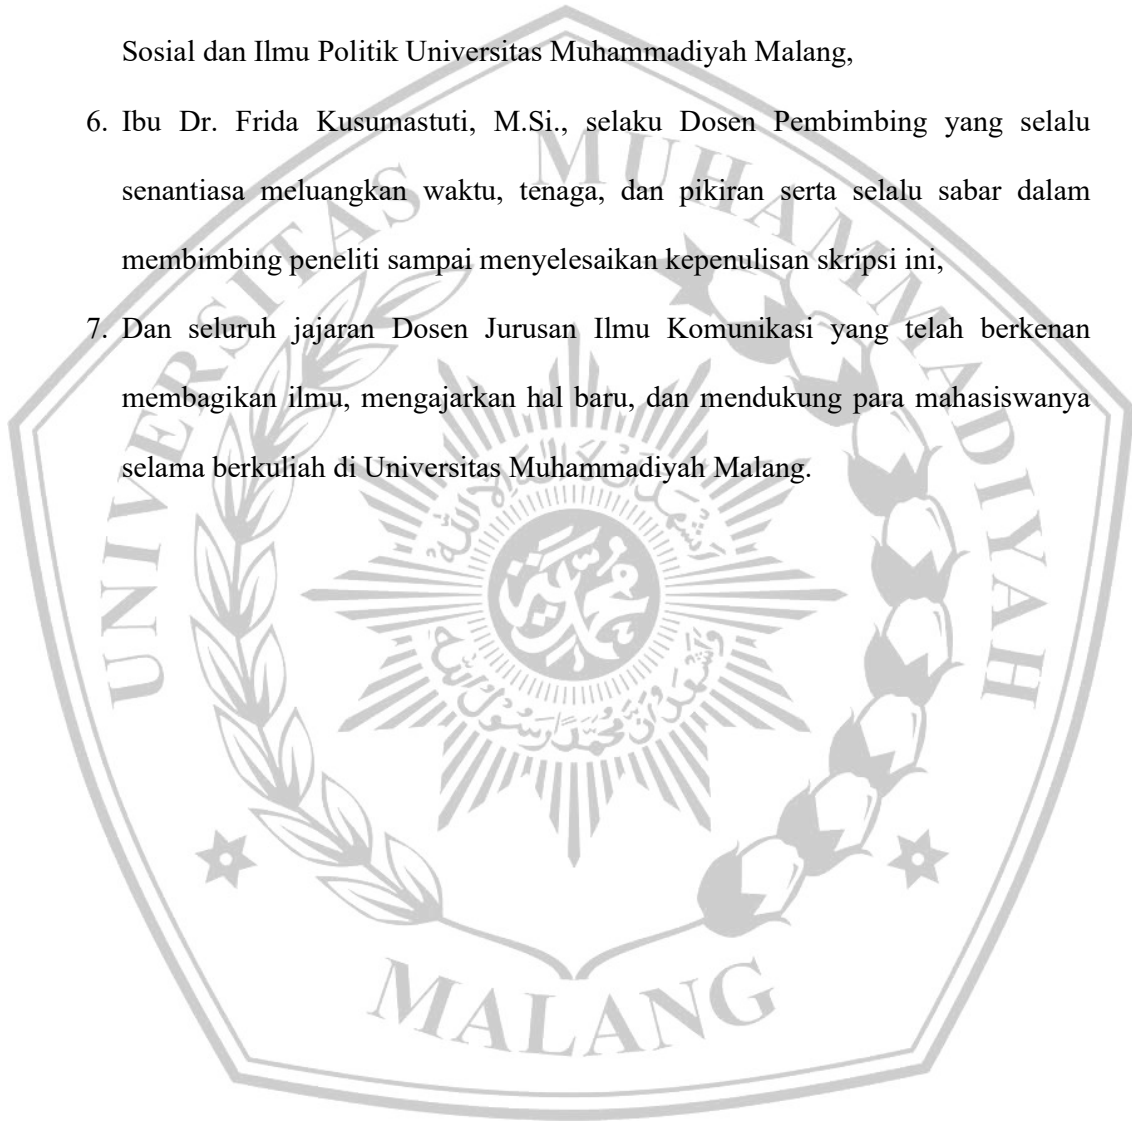 Sosial dan Ilmu Politik Universitas Muhammadiyah Malang,
6. Ibu Dr. Frida Kusumastuti, M.Si., selaku Dosen Pembimbing yang selalu
senantiasa meluangkan waktu, tenaga, dan pikiran serta selalu sabar dalam
membimbing peneliti sampai menyelesaikan kepenulisan skripsi ini,
7. Dan seluruh jajaran Dosen Jurusan Ilmu Komunikasi yang telah berkenan
membagikan ilmu, mengajarkan hal baru, dan mendukung para mahasiswanya
selama berkuliah di Universitas Muhammadiyah Malang.
UNIVERSITAS MUHAMMADIYAH
MALANG